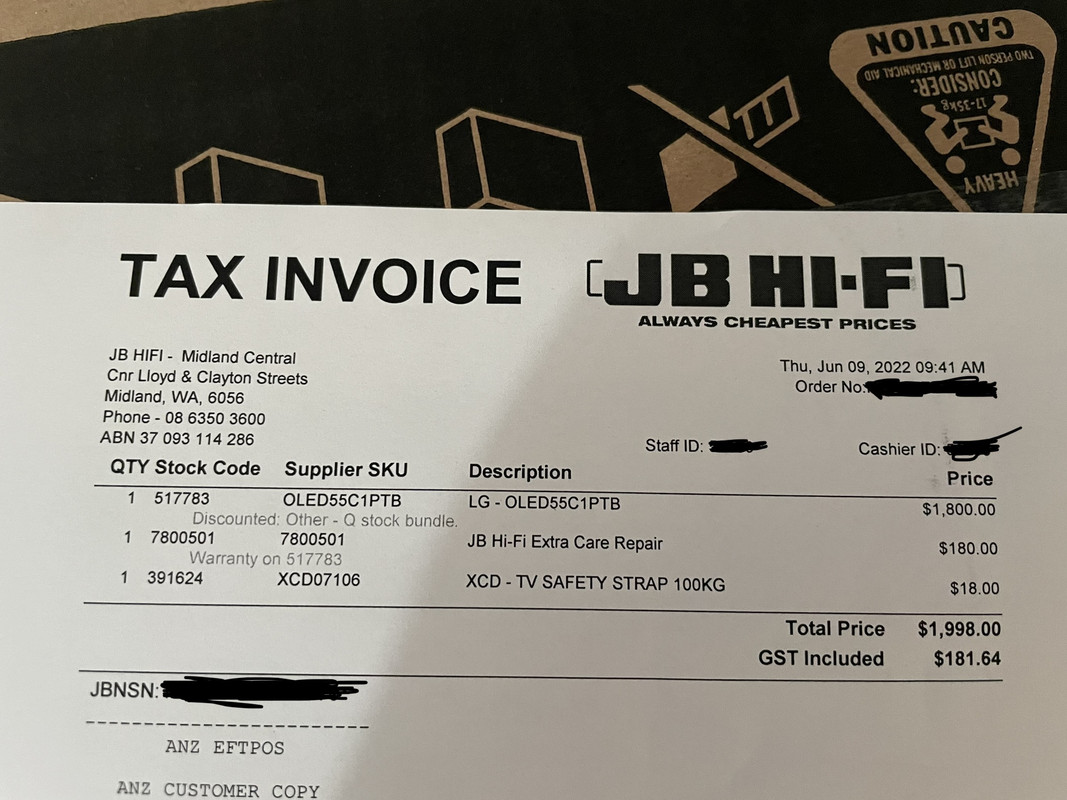 CAUTION
TWO PERSON LIFT OR MECHANICAL AID
CONSIDER:
17-35kg
HEAVY
TAX INVOICE
JB HI-FI
ALWAYS CHEAPEST PRICES
JB HIFI - Midland Central
Cnr Lloyd & Clayton Streets
Midland, WA, 6056
Phone - 08 6350 3600
ABN 37 093 114 286
Thu, Jun 09, 2022 09:41 AM
Order No:
Staff ID:
Cashier ID:
QTY Stock Code Supplier SKU Description Price
1 517783 OLED55C1PTB LG - OLED55C1PTB $1,800.00
Discounted: Other - Q stock bundle.
1 7800501 7800501 JB Hi-Fi Extra Care Repair $180.00
Warranty on 517783
1 391624 XCD07106 XCD - TV SAFETY STRAP 100KG $18.00
Total Price $1,998.00
GST Included $181.64
JBNSN:
ANZ EFTPOS
ANZ CUSTOMER COPY